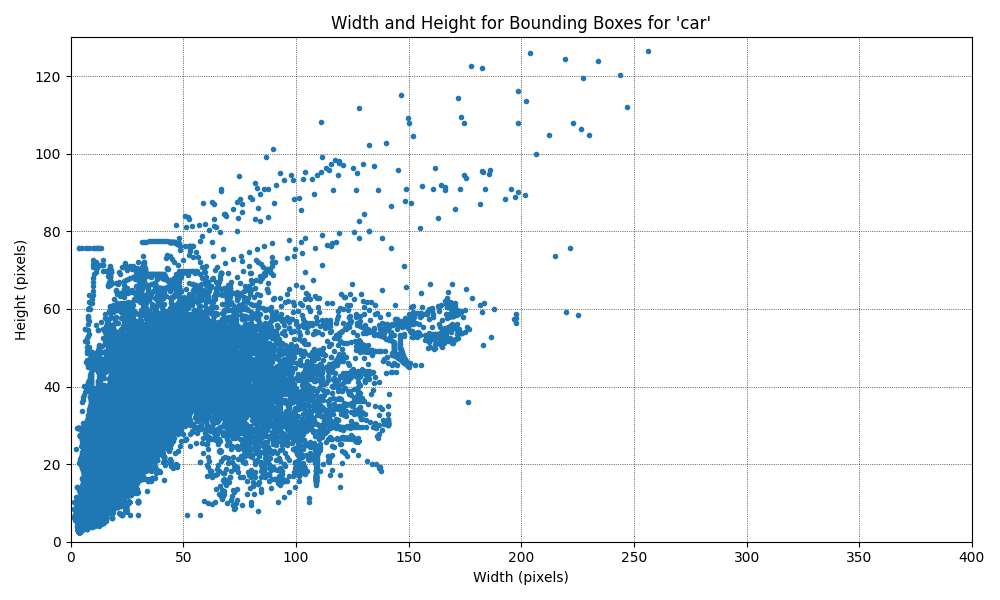 Width and Height for Bounding Boxes for 'car'
Height (pixels)
120
100
80
60
40
20
0
0 50 100 150 200 250 300 350 400
Width (pixels)